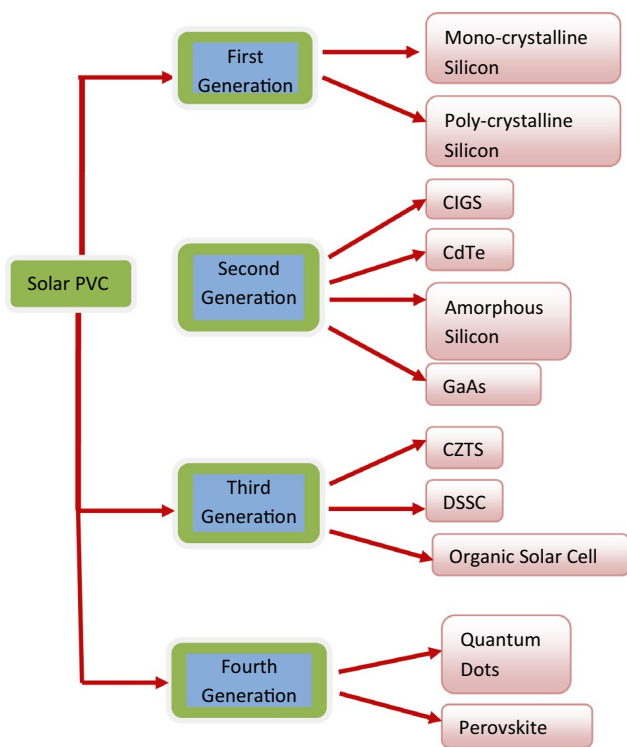 First
Generation
Mono-crystalline
Silicon
Poly-crystalline
Silicon
Solar PVC
Second
Generation
CIGS
CdTe
Amorphous
Silicon
GaAs
Third
Generation
CZTS
DSSC
Organic Solar Cell
Fourth
Generation
Quantum
Dots
Perovskite